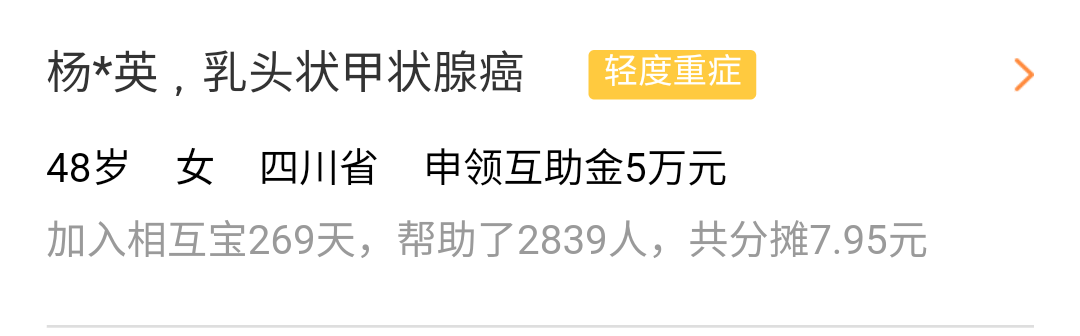 杨*英，乳头状甲状腺癌 轻度重症
48岁 女 四川省 申领互助金5万元
加入相互宝269天，帮助了2839人，共分摊7.95元